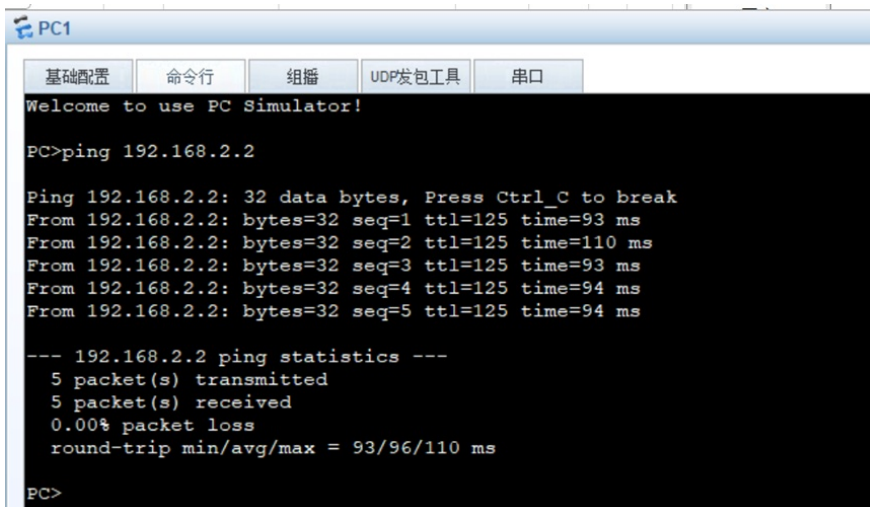 PC1
基础配置 命令行 组播 UDP发包工具 串口
Welcome to use PC Simulator!
PC>ping 192.168.2.2
Ping 192.168.2.2: 32 data bytes, Press Ctrl_C to break
From 192.168.2.2: bytes=32 seq=1 ttl=125 time=93 ms
From 192.168.2.2: bytes=32 seq=2 ttl=125 time=110 ms
From 192.168.2.2: bytes=32 seq=3 ttl=125 time=93 ms
From 192.168.2.2: bytes=32 seq=4 ttl=125 time=94 ms
From 192.168.2.2: bytes=32 seq=5 ttl=125 time=94 ms
--- 192.168.2.2 ping statistics ---
5 packet(s) transmitted
5 packet(s) received
0.00% packet loss
round-trip min/avg/max = 93/96/110 ms
PC>